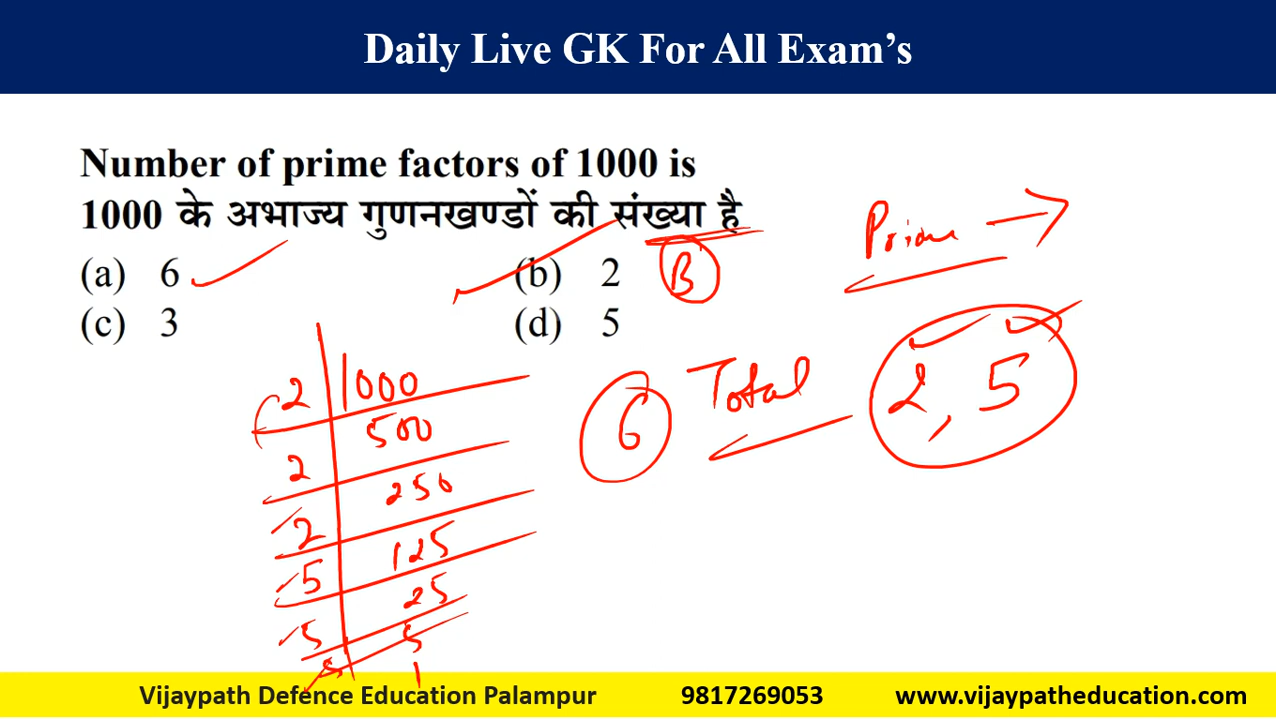 Daily Live GK For All Exam's
Number of prime factors of 1000 is
1000 के अभाज्य गुणनखण्डों की संख्या है
(a) 6
(b) 2 B
(c) 3
(d) 5
Prime →
2 | 1000
2 | 500
2 | 250
5 | 125
5 | 25
5 | 5
1
6 Total 2, 5
Vijaypath Defence Education Palampur 9817269053 www.vijaypatheducation.com